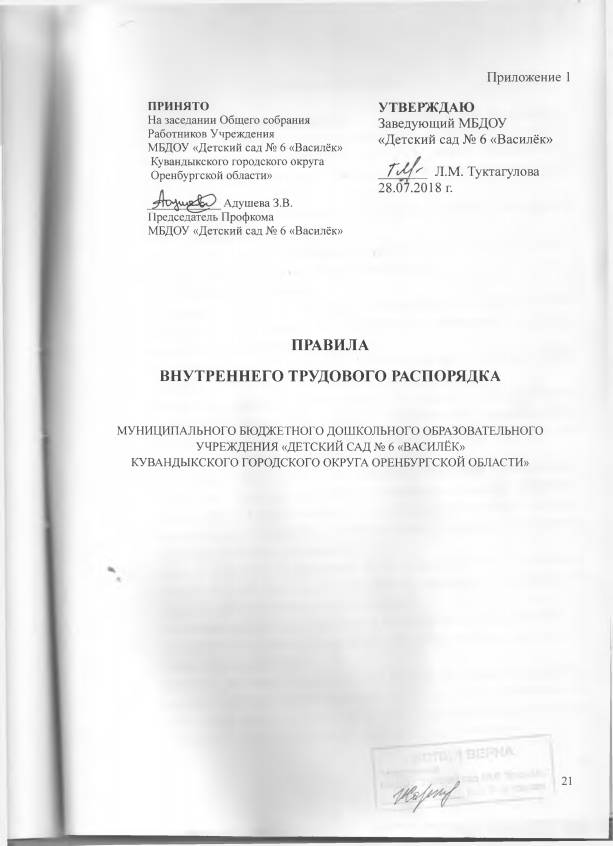 Приложение 1
ПРИНЯТО
На заседании Общего собрания
Работников Учреждения
МБДОУ «Детский сад № 6 «Василёк»
Кувандыкского городского округа
Оренбургской области»
Адушева З.В.
Председатель Профкома
МБДОУ «Детский сад № 6 «Василёк»
УТВЕРЖДАЮ
Заведующий МБДОУ
«Детский сад № 6 «Василёк»
Л.М. Туктагулова
28.07.2018 г.
ПРАВИЛА
ВНУТРЕННЕГО ТРУДОВОГО РАСПОРЯДКА
МУНИЦИПАЛЬНОГО БЮДЖЕТНОГО ДОШКОЛЬНОГО ОБРАЗОВАТЕЛЬНОГО
УЧРЕЖДЕНИЯ «ДЕТСКИЙ САД № 6 «ВАСИЛЁК»
КУВАНДЫКСКОГО ГОРОДСКОГО ОКРУГА ОРЕНБУРГСКОЙ ОБЛАСТИ»
КОПИЯ ВЕРНА
21